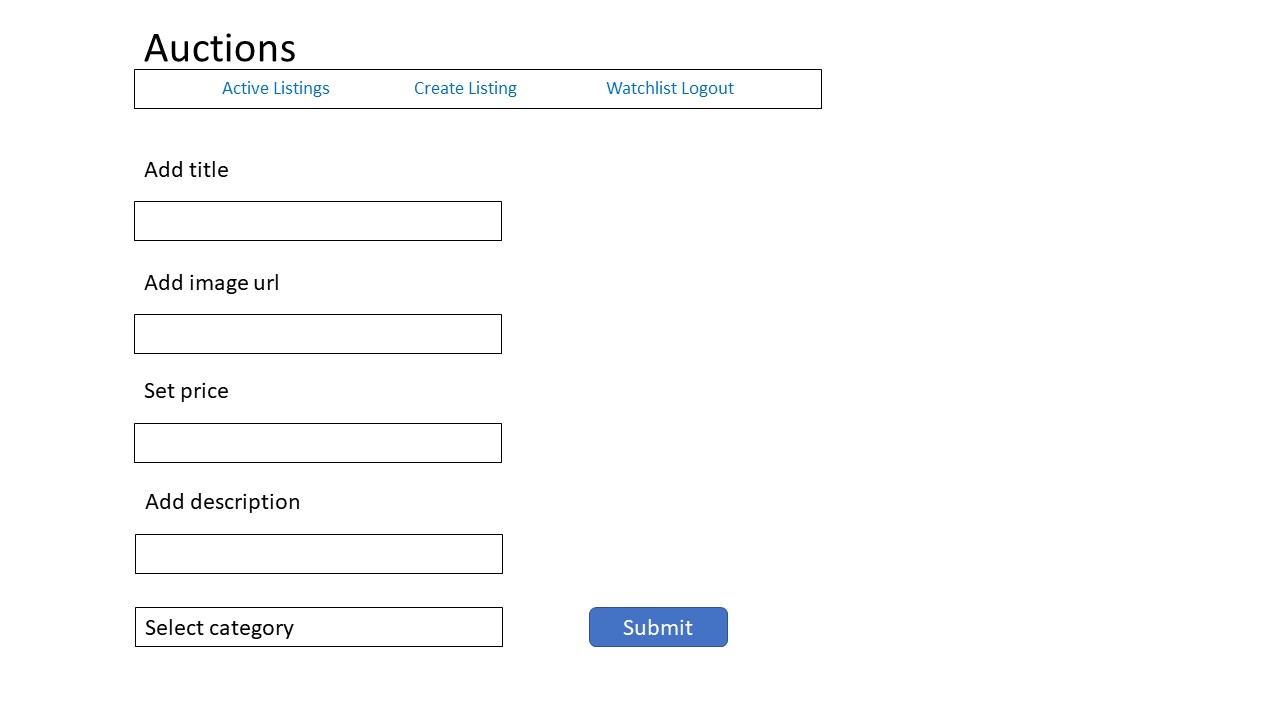 Auctions
Active Listings Create Listing Watchlist Logout
Add title
Add image url
Set price
Add description
Select category Submit